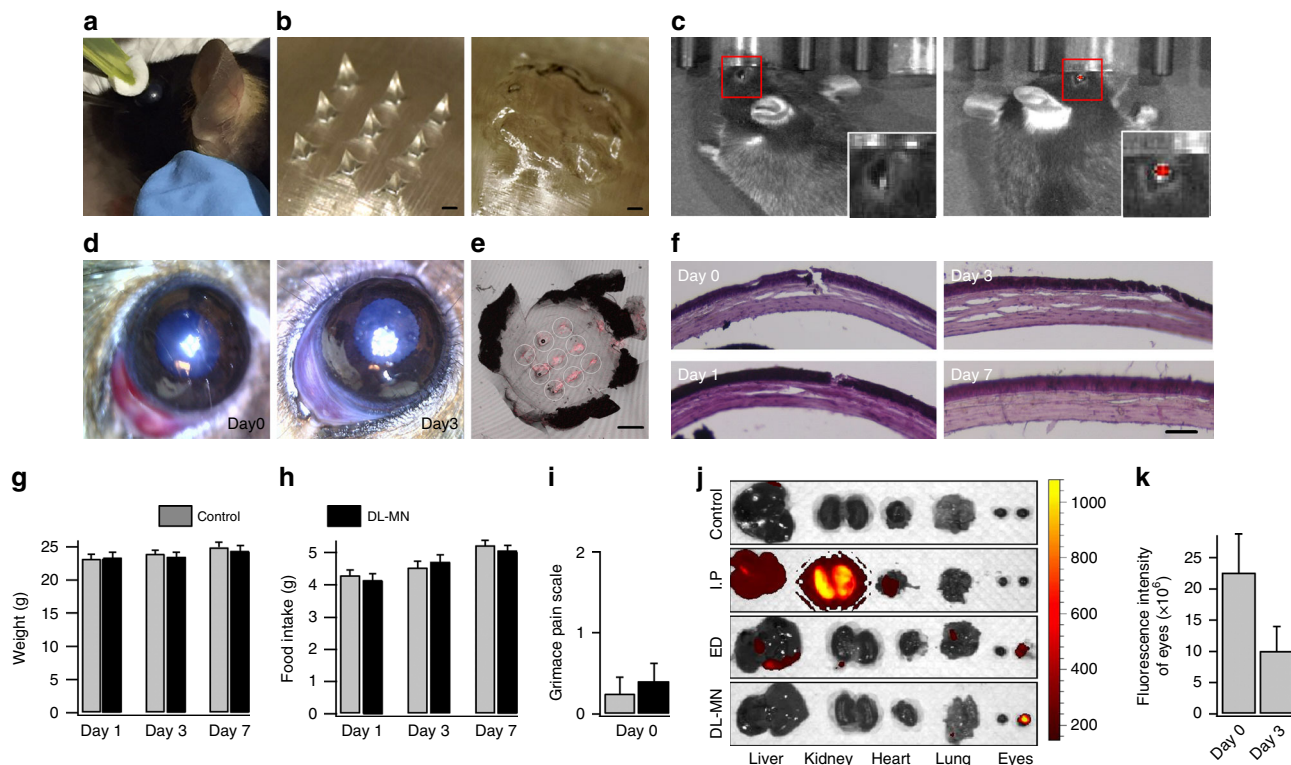 a
b
c
d
Day0
Day3
e
f
Day 0
Day 3
Day 1
Day 7
g
h
i
Control
DL-MN
Weight (g)
25
20
15
10
5
0
Day 1
Day 3
Day 7
Food intake (g)
5
4
3
2
1
0
Day 1
Day 3
Day 7
Grimace pain scale
2
1
0
Day 0
j
Control
I.P
ED
DL-MN
Liver
Kidney
Heart
Lung
Eyes
1000
800
600
400
200
k
Fluorescence intensity
of eyes (×10⁶)
25
20
15
10
5
0
Day 0
Day 3